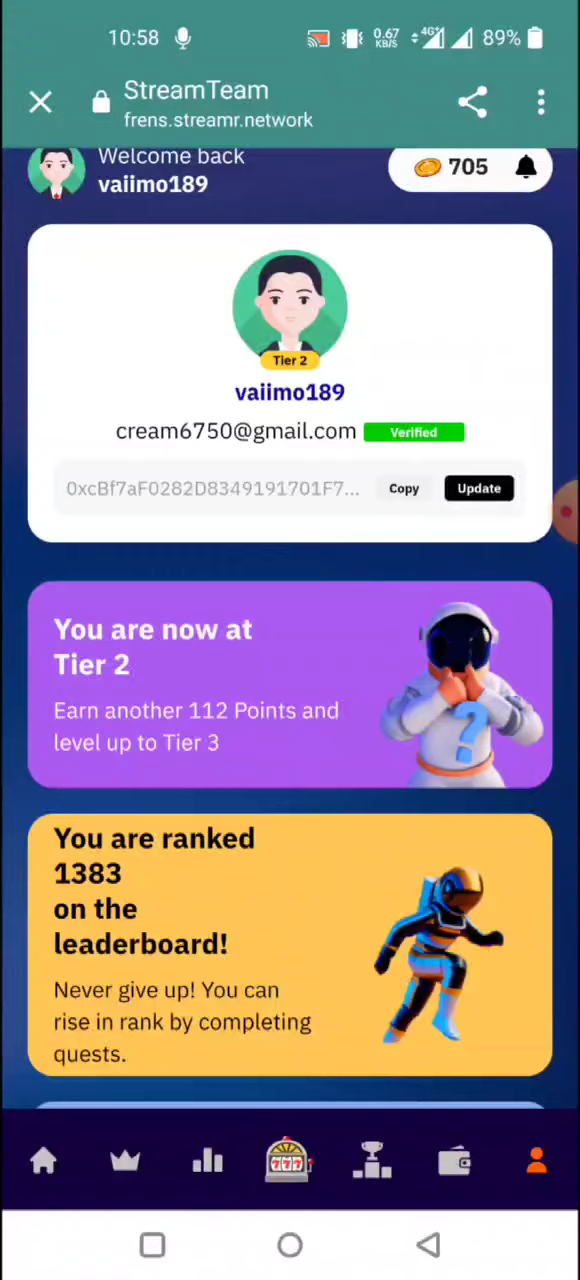 10:58
0.67
KB/S
4G+
89%
StreamTeam
frens.streamr.network
Welcome back
vaiimo189
705
Tier 2
vaiimo189
cream6750@gmail.com Verified
0xcBf7aF0282D8349191701F7... Copy Update
You are now at
Tier 2
Earn another 112 Points and
level up to Tier 3
?
You are ranked
1383
on the
leaderboard!
Never give up! You can
rise in rank by completing
quests.
777